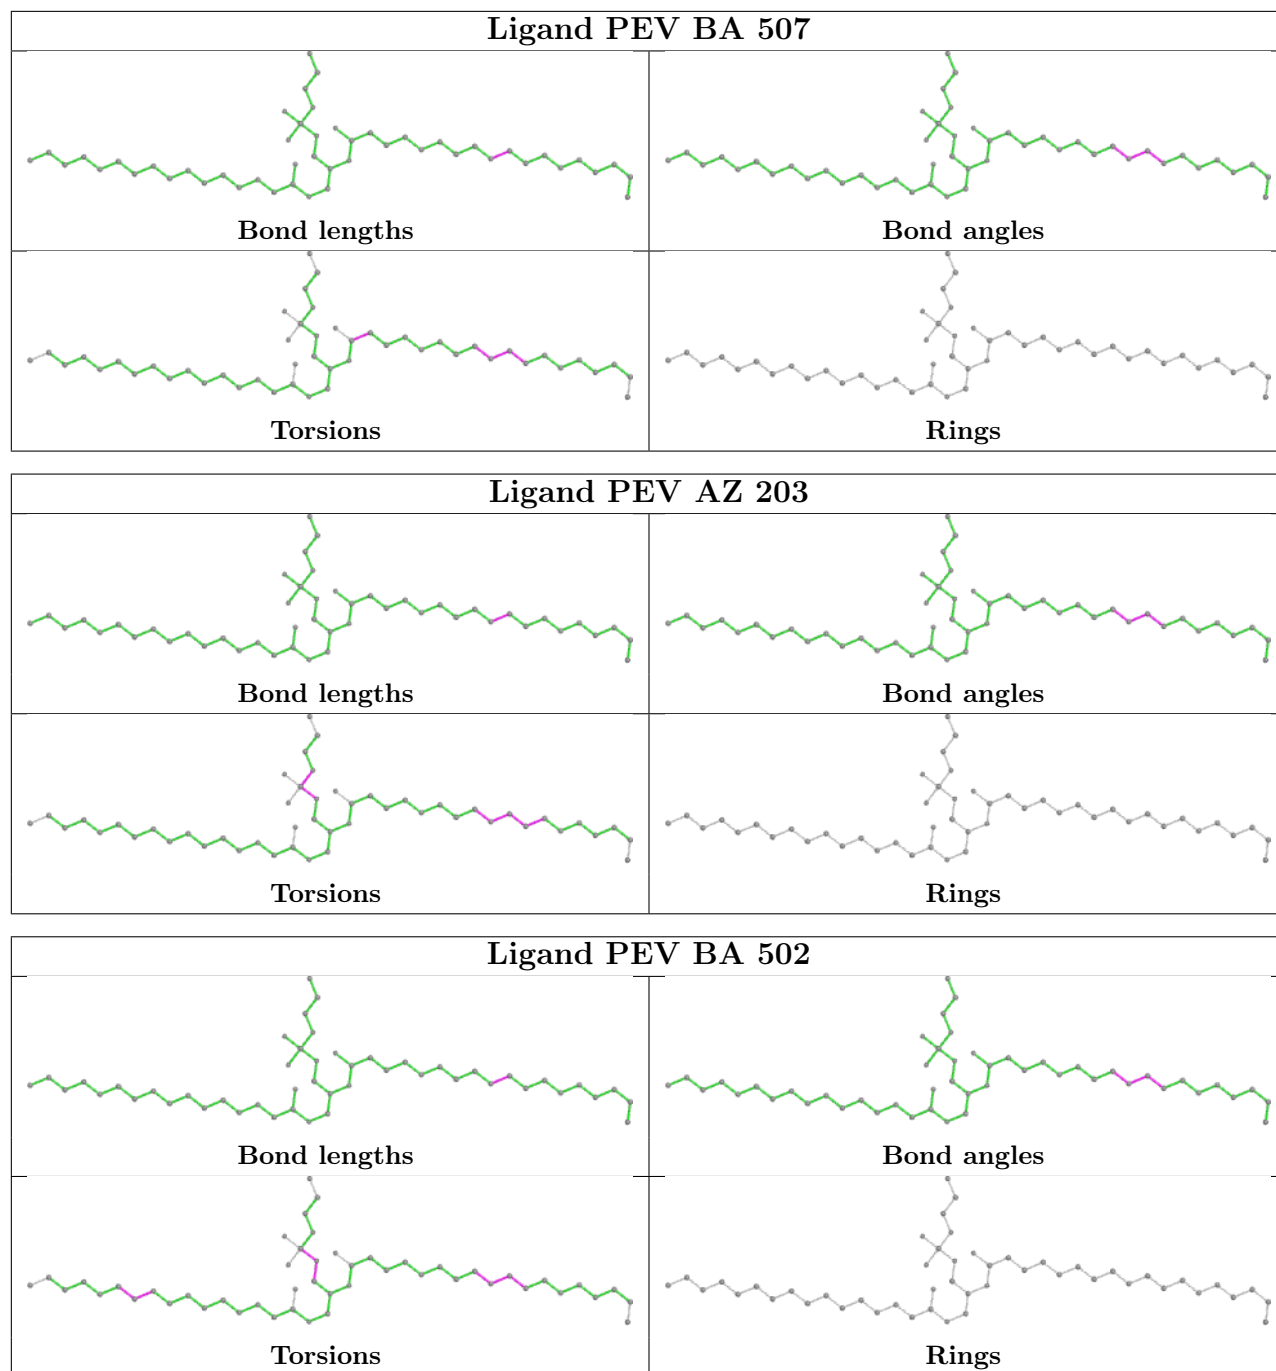 Ligand PEV BA 507
Bond lengths
Bond angles
Torsions
Rings
Ligand PEV AZ 203
Bond lengths
Bond angles
Torsions
Rings
Ligand PEV BA 502
Bond lengths
Bond angles
Torsions
Rings